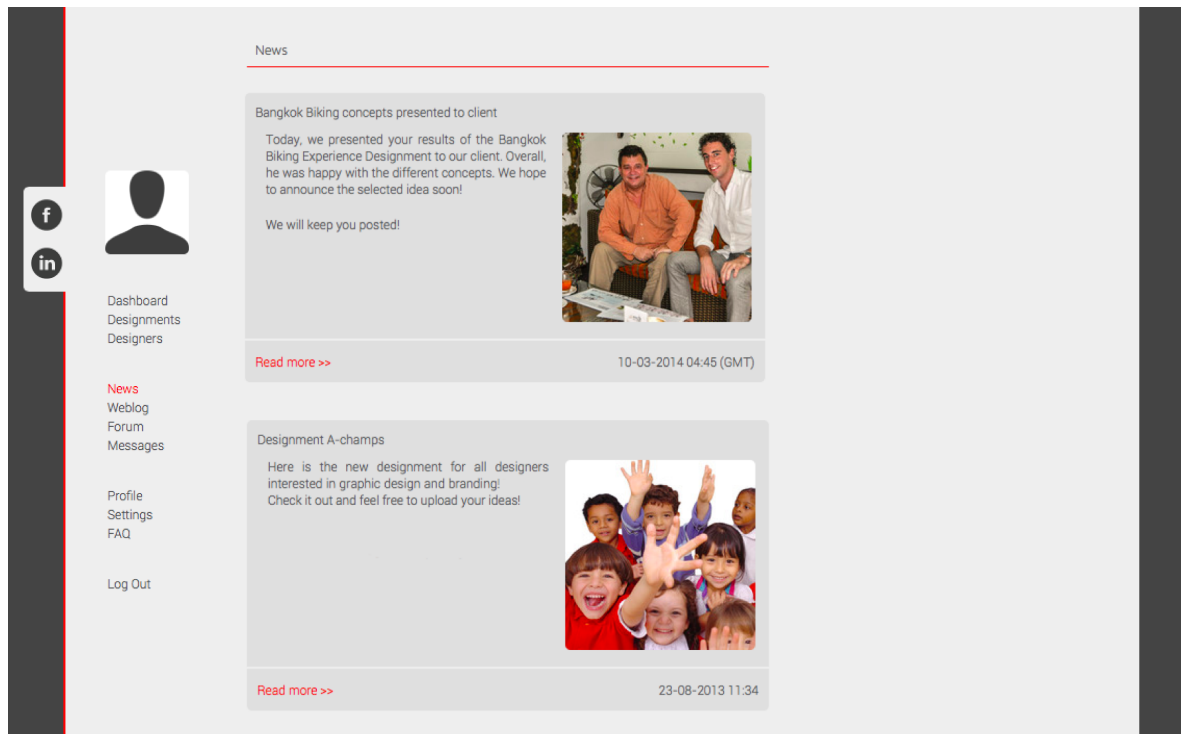 News
Bangkok Biking concepts presented to client
Today, we presented your results of the Bangkok
Biking Experience Designment to our client. Overall,
he was happy with the different concepts. We hope
to announce the selected idea soon!
We will keep you posted!
f
in
Dashboard
Designments
Designers
Read more >>
10-03-2014 04:45 (GMT)
News
Weblog
Forum
Messages
Designment A-champs
Here is the new designment for all designers
interested in graphic design and branding!
Check it out and feel free to upload your ideas!
Profile
Settings
FAQ
Log Out
Read more >>
23-08-2013 11:34